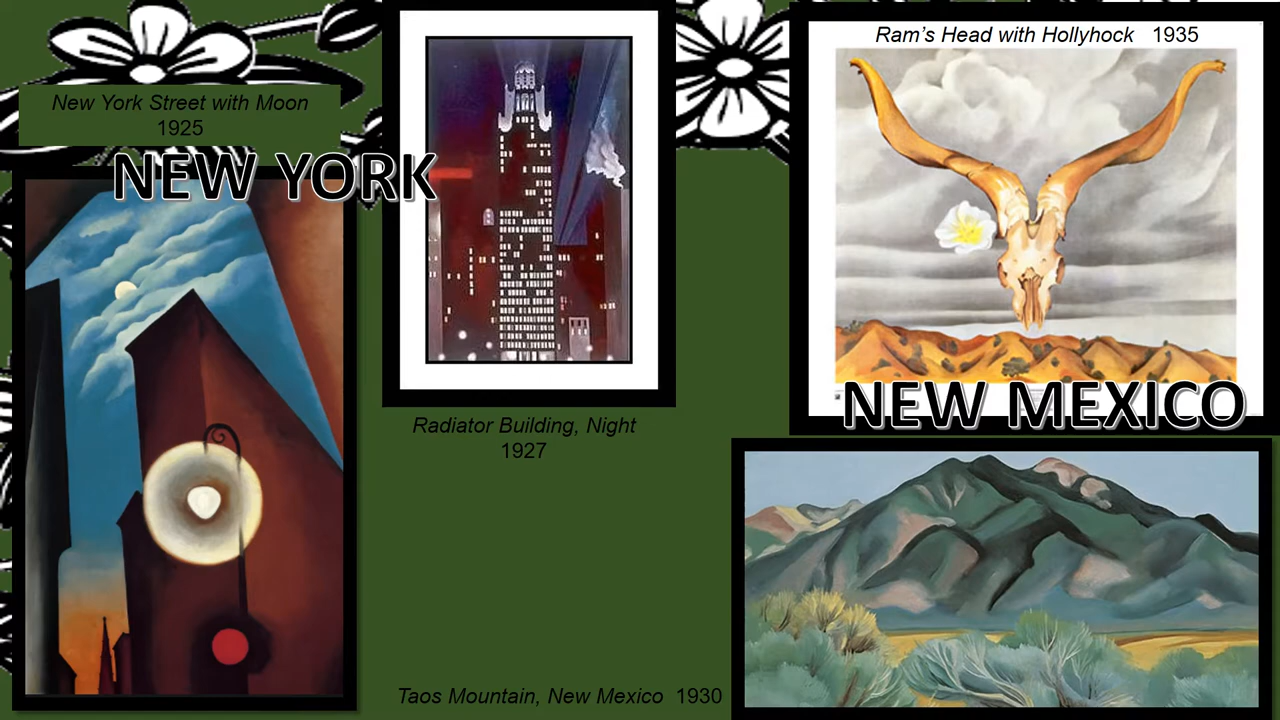 New York Street with Moon
1925
NEW YORK
Radiator Building, Night
1927
Ram's Head with Hollyhock 1935
NEW MEXICO
Taos Mountain, New Mexico 1930